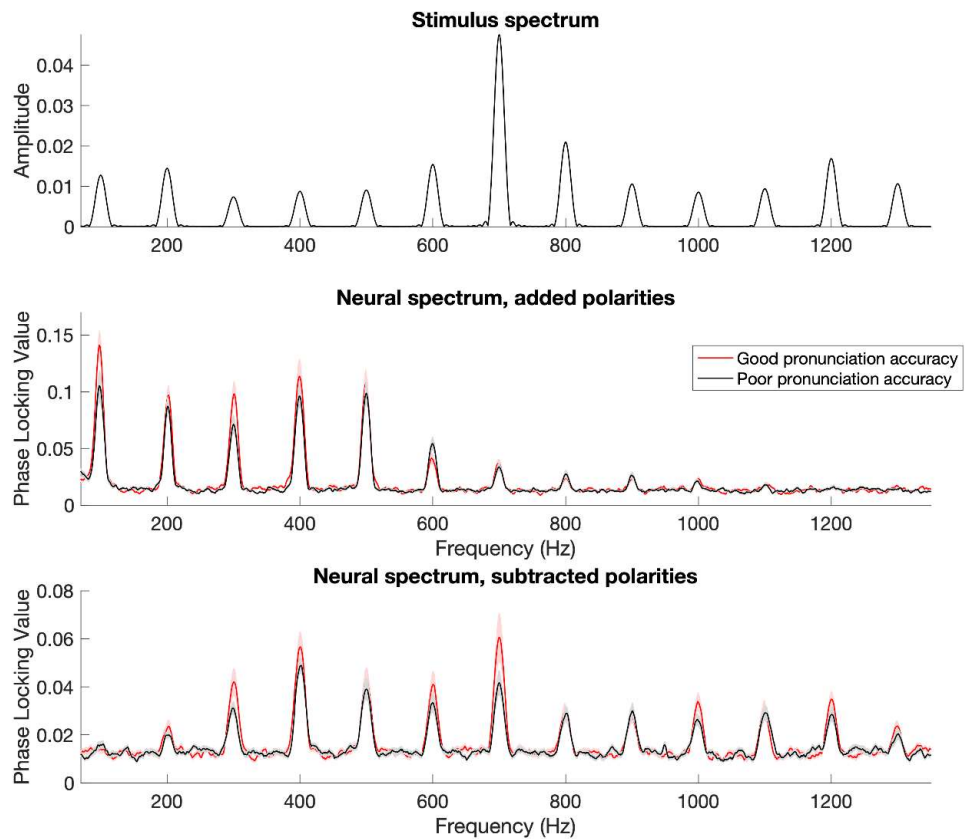 Stimulus spectrum
Amplitude
0.04
0.03
0.02
0.01
0
200 400 600 800 1000 1200
Neural spectrum, added polarities
Phase Locking Value
0.15
0.1
0.05
0
Good pronunciation accuracy
Poor pronunciation accuracy
200 400 600 800 1000 1200
Frequency (Hz)
Neural spectrum, subtracted polarities
Phase Locking Value
0.08
0.06
0.04
0.02
0
200 400 600 800 1000 1200
Frequency (Hz)